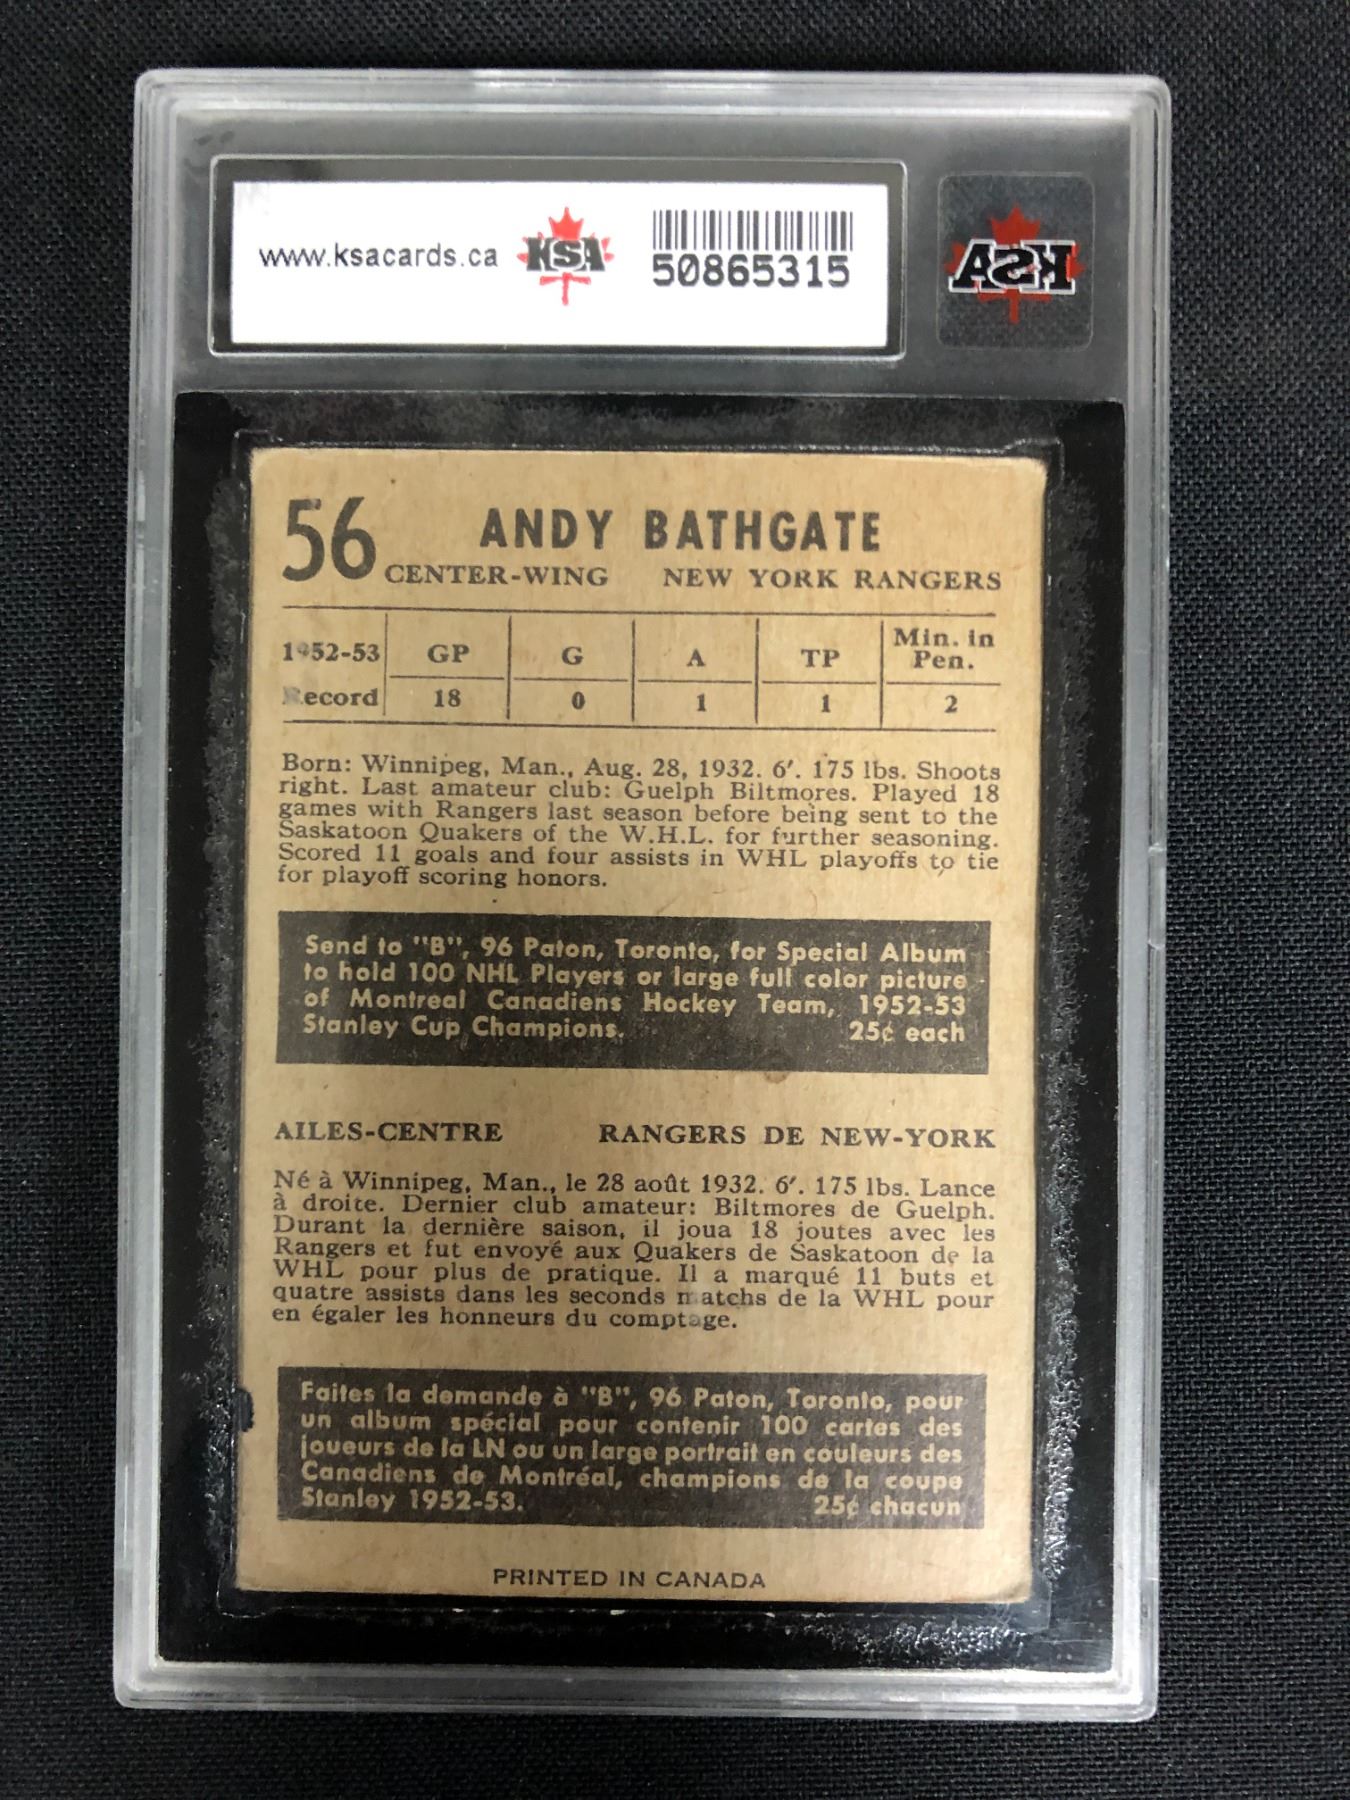 www.ksacards.ca KSA 50865315
KSA
56 ANDY BATHGATE
CENTER-WING NEW YORK RANGERS
1952-53 GP G A TP Min. in Pen.
Record 18 0 1 1 2
Born: Winnipeg, Man., Aug. 28, 1932. 6'. 175 lbs. Shoots
right. Last amateur club: Guelph Biltmores. Played 18
games with Rangers last season before being sent to the
Saskatoon Quakers of the W.H.L. for further seasoning.
Scored 11 goals and four assists in WHL playoffs to tie
for playoff scoring honors.
Send to "B", 96 Paton, Toronto, for Special Album
to hold 100 NHL Players or large full color picture
of Montreal Canadiens Hockey Team, 1952-53
Stanley Cup Champions. 25¢ each
AILES-CENTRE RANGERS DE NEW-YORK
Né à Winnipeg, Man., le 28 août 1932. 6'. 175 lbs. Lance
à droite. Dernier club amateur: Biltmores de Guelph.
Durant la dernière saison, il joua 18 joutes avec les
Rangers et fut envoyé aux Quakers de Saskatoon de la
WHL pour plus de pratique. Il a marqué 11 buts et
quatre assists dans les seconds matchs de la WHL pour
en égaler les honneurs du comptage.
Faites la demande à "B", 96 Paton, Toronto, pour
un album spécial pour contenir 100 cartes des
joueurs de la LN ou un large portrait en couleurs des
Canadiens de Montréal, champions de la coupe
Stanley 1952-53. 25¢ chacun
PRINTED IN CANADA